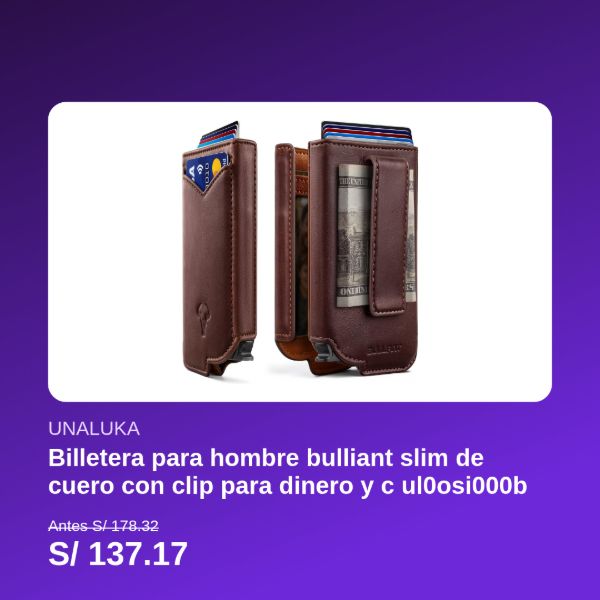 UNALUKA
Billetera para hombre bulliant slim de
cuero con clip para dinero y c ul0osi000b
Antes S/ 178.32
S/ 137.17